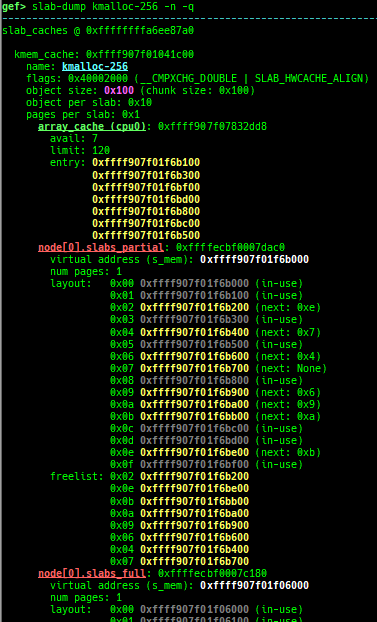 gef> slab-dump kmalloc-256 -n -q
slab_caches @ 0xffffffffa6ee87a0
kmem_cache: 0xffff907f01041c00
name: kmalloc-256
flags: 0x40002000 (__CMPXCHG_DOUBLE | SLAB_HWCACHE_ALIGN)
object size: 0x100 (chunk size: 0x100)
object per slab: 0x10
pages per slab: 0x1
array_cache (cpu0): 0xffff907f07832dd8
avail: 7
limit: 120
entry: 0xffff907f01f6b100
0xffff907f01f6b300
0xffff907f01f6bf00
0xffff907f01f6bd00
0xffff907f01f6b800
0xffff907f01f6bc00
0xffff907f01f6b500
node[0].slabs_partial: 0xffffecbf0007dac0
virtual address (s_mem): 0xffff907f01f6b000
num pages: 1
layout: 0x00 0xffff907f01f6b000 (in-use)
0x01 0xffff907f01f6b100 (in-use)
0x02 0xffff907f01f6b200 (next: 0xe)
0x03 0xffff907f01f6b300 (in-use)
0x04 0xffff907f01f6b400 (next: 0x7)
0x05 0xffff907f01f6b500 (in-use)
0x06 0xffff907f01f6b600 (next: 0x4)
0x07 0xffff907f01f6b700 (next: None)
0x08 0xffff907f01f6b800 (in-use)
0x09 0xffff907f01f6b900 (next: 0x6)
0x0a 0xffff907f01f6ba00 (next: 0x9)
0x0b 0xffff907f01f6bb00 (next: 0xa)
0x0c 0xffff907f01f6bc00 (in-use)
0x0d 0xffff907f01f6bd00 (in-use)
0x0e 0xffff907f01f6be00 (next: 0xb)
0x0f 0xffff907f01f6bf00 (in-use)
freelist: 0x02 0xffff907f01f6b200
0x0e 0xffff907f01f6be00
0x0b 0xffff907f01f6bb00
0x0a 0xffff907f01f6ba00
0x09 0xffff907f01f6b900
0x06 0xffff907f01f6b600
0x04 0xffff907f01f6b400
0x07 0xffff907f01f6b700
node[0].slabs_full: 0xffffecbf0007c180
virtual address (s_mem): 0xffff907f01f06000
num pages: 1
layout: 0x00 0xffff907f01f06000 (in-use)
0x01 0xffff907f01f06100 (in-use)